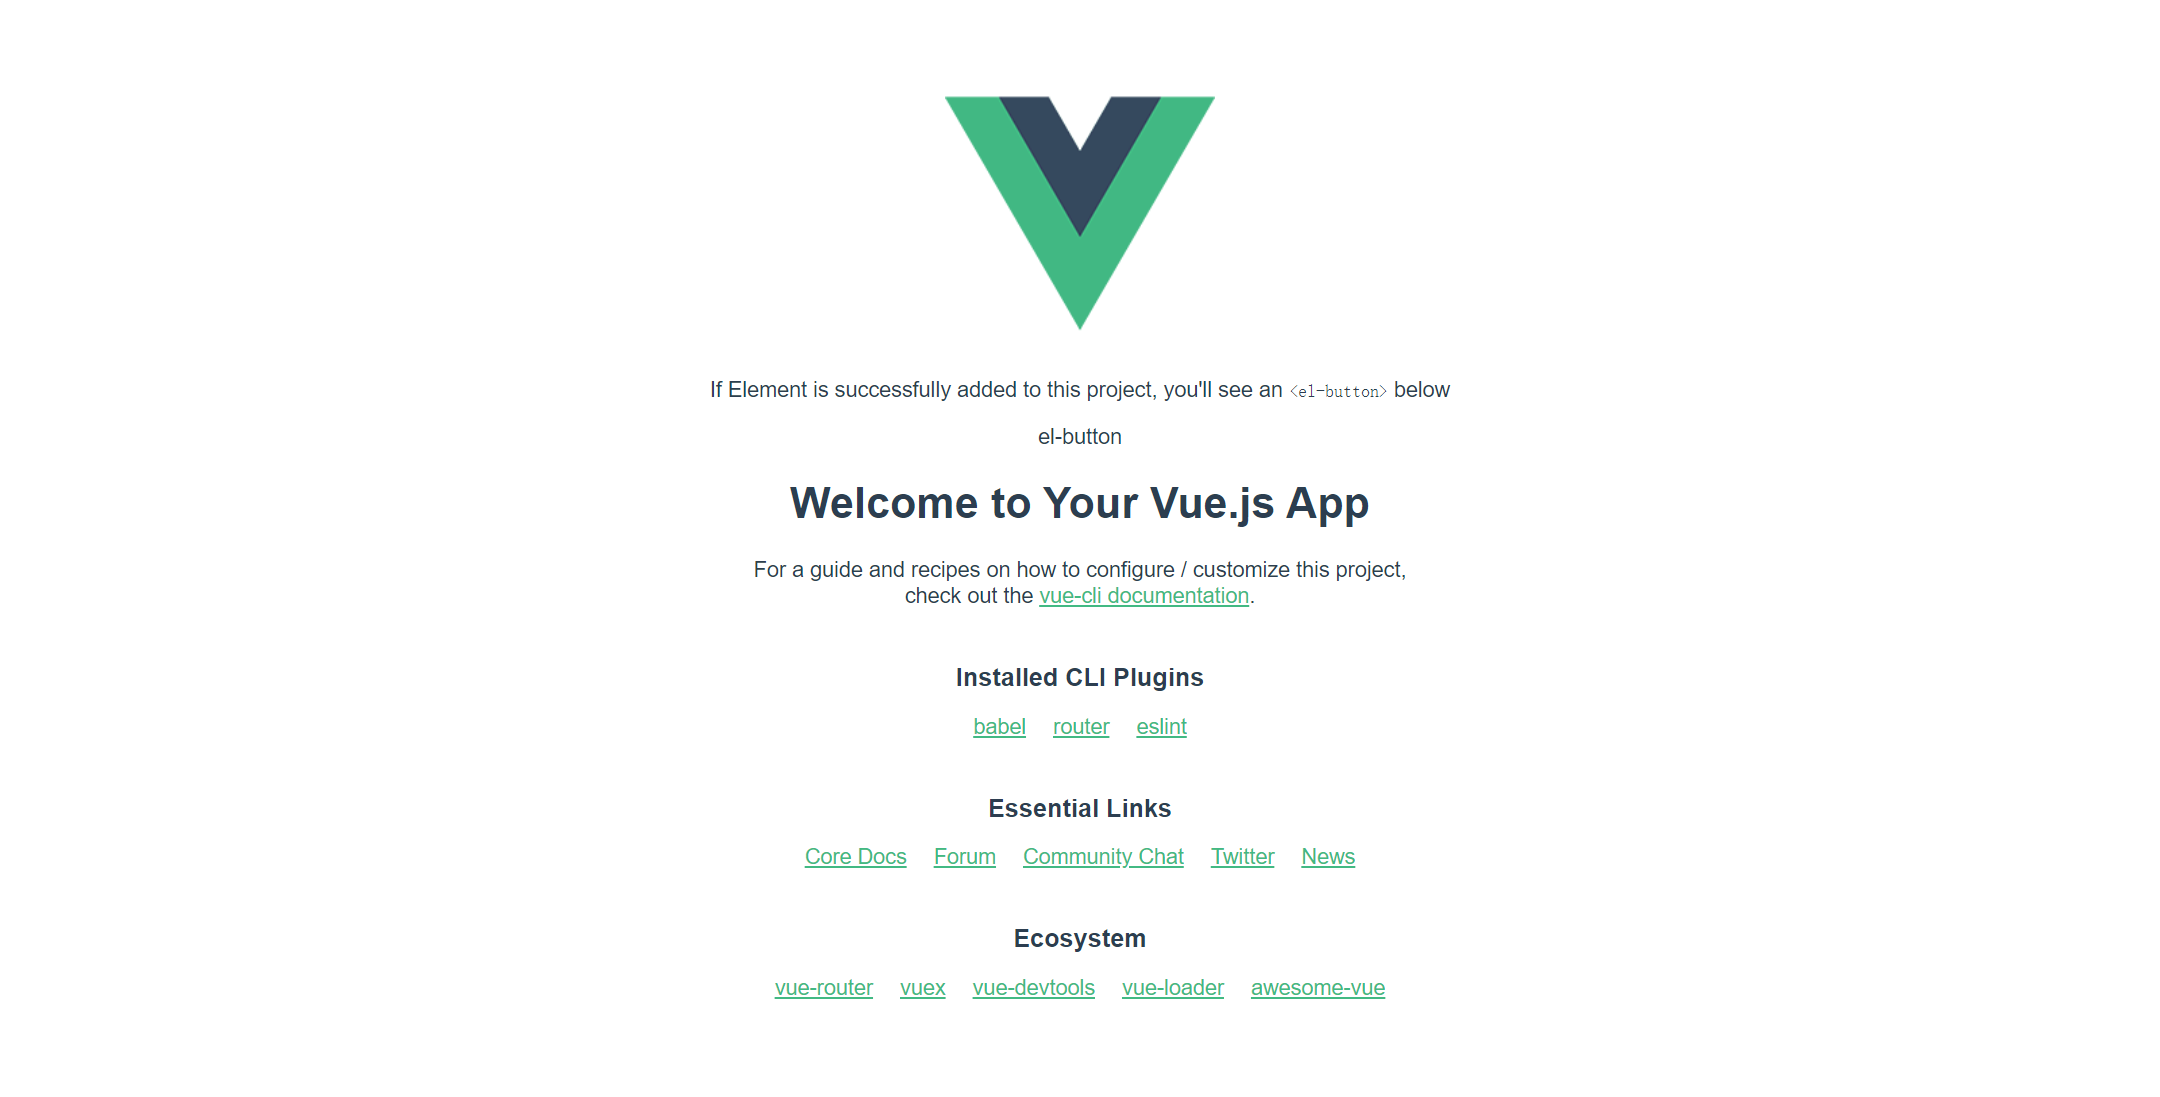 If Element is successfully added to this project, you'll see an <el-button> below
el-button
Welcome to Your Vue.js App
For a guide and recipes on how to configure / customize this project,
check out the vue-cli documentation.
Installed CLI Plugins
babel router eslint
Essential Links
Core Docs Forum Community Chat Twitter News
Ecosystem
vue-router vuex vue-devtools vue-loader awesome-vue